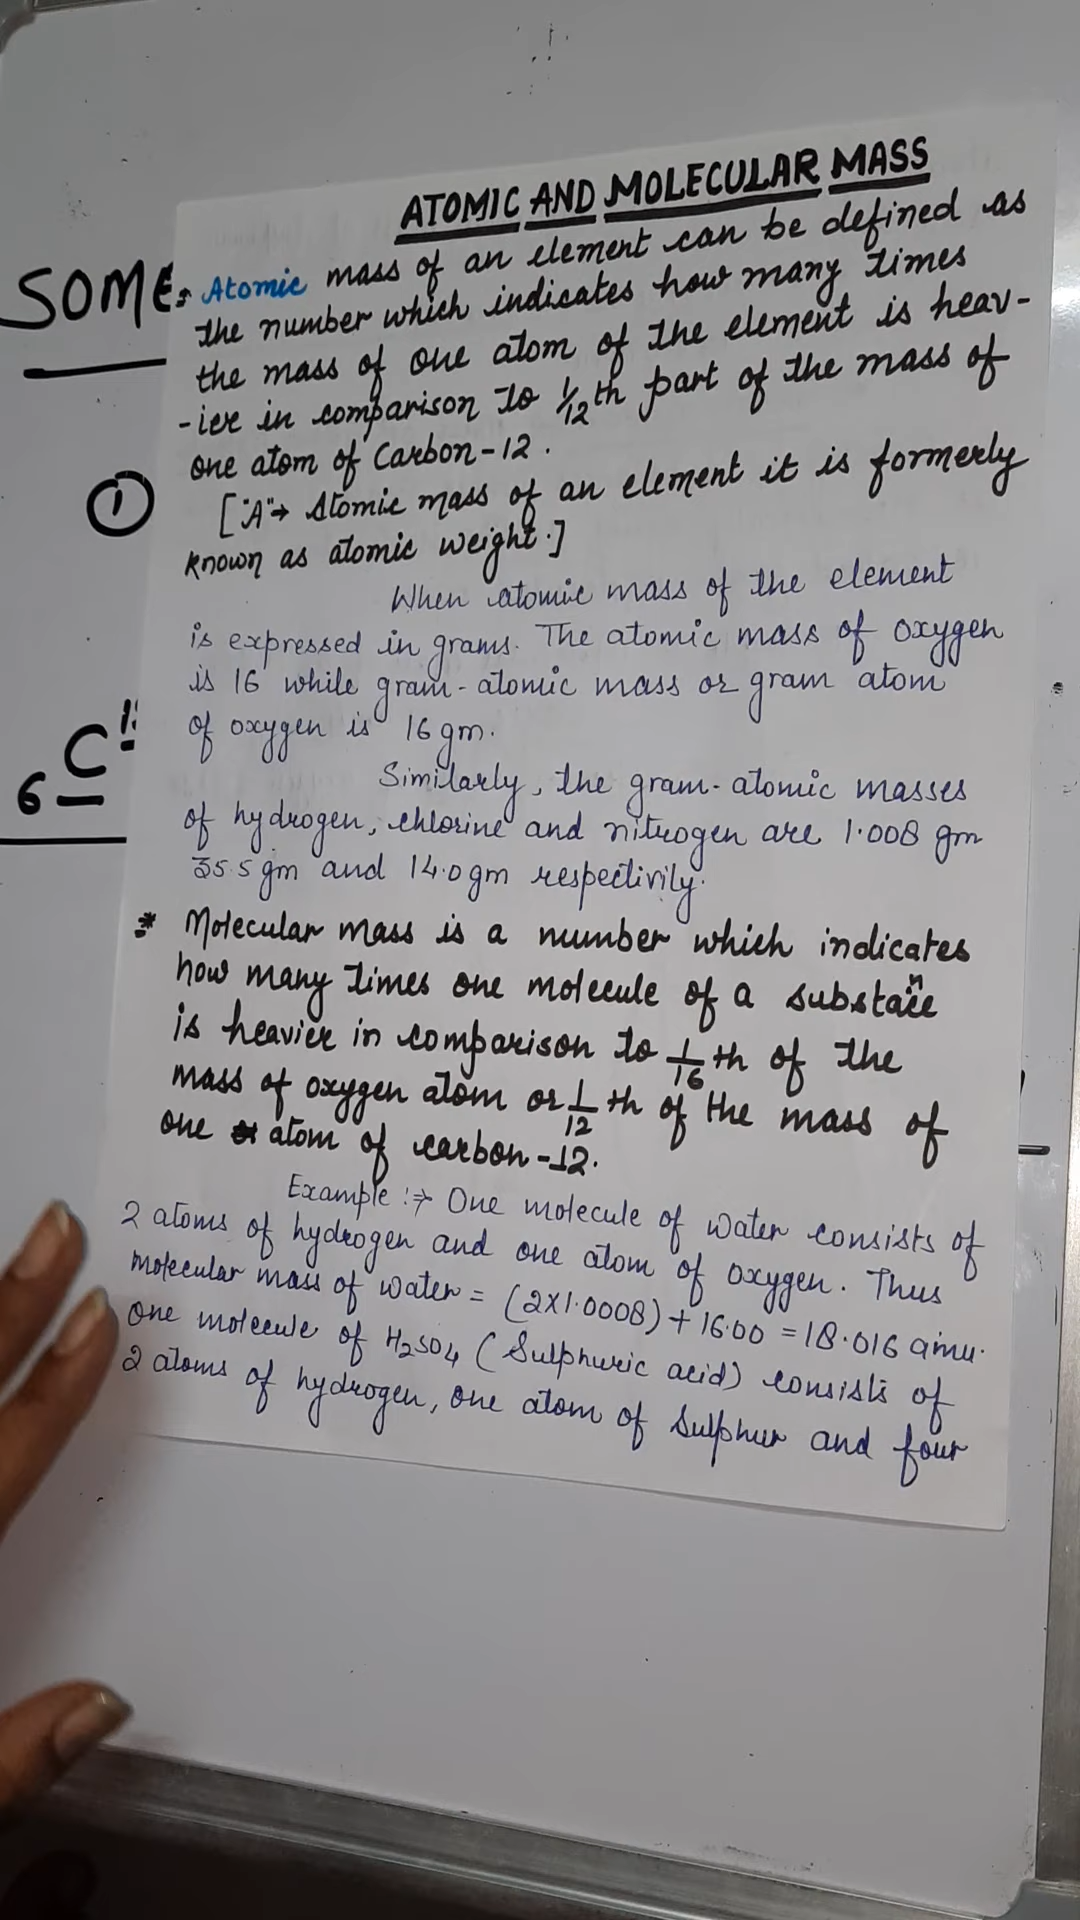 ATOMIC AND MOLECULAR MASS
SOME
: Atomic mass of an element can be defined as
the number which indicates how many times
the mass of one atom of the element is heav-
-ier in comparison to 1/12 th part of the mass of
one atom of Carbon-12.
①
["A"→ Atomic mass of an element it is formerly
known as atomic weight.]
When atomic mass of the element
is expressed in grams. The atomic mass of oxygen
is 16 while gram-atomic mass or gram atom
of oxygen is 16 gm.
6 C
Similarly, the gram-atomic masses
of hydrogen, chlorine and nitrogen are 1.008 gm
35.5 gm and 14.0 gm respectivily.
* Molecular mass is a number which indicates
how many times one molecule of a substance
is heavier in comparison to 1/16 th of the
mass of oxygen atom or 1/12 th of the mass of
one atom of carbon-12.
Example :→ One molecule of water consists of
2 atoms of hydrogen and one atom of oxygen. Thus
molecular mass of water = (2×1.0008) + 16.00 = 18.016 amu.
One molecule of H₂SO₄ (Sulphuric acid) consists of
2 atoms of hydrogen, one atom of Sulphur and four